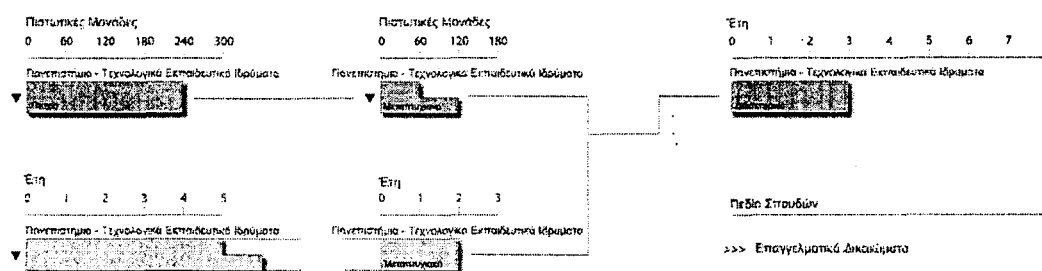 Πιστωτικές Μονάδες
0 60 120 180 240 300
Πανεπιστήμια - Τεχνολογικά Εκπαιδευτικά Ιδρύματα
Πτυχίο
Πιστωτικές Μονάδες
0 60 120 180
Πανεπιστήμια - Τεχνολογικά Εκπαιδευτικά Ιδρύματα
Μεταπτυχιακό
Έτη
0 1 2 3 4 5 6 7
Πανεπιστήμια - Τεχνολογικά Εκπαιδευτικά Ιδρύματα
Διδακτορικό
Έτη
0 1 2 3 4 5
Πανεπιστήμια - Τεχνολογικά Εκπαιδευτικά Ιδρύματα
Έτη
0 1 2 3
Πανεπιστήμια - Τεχνολογικά Εκπαιδευτικά Ιδρύματα
Μεταπτυχιακή
Πεδίο Σπουδών
>>> Επαγγελματικά Δικαιώματα